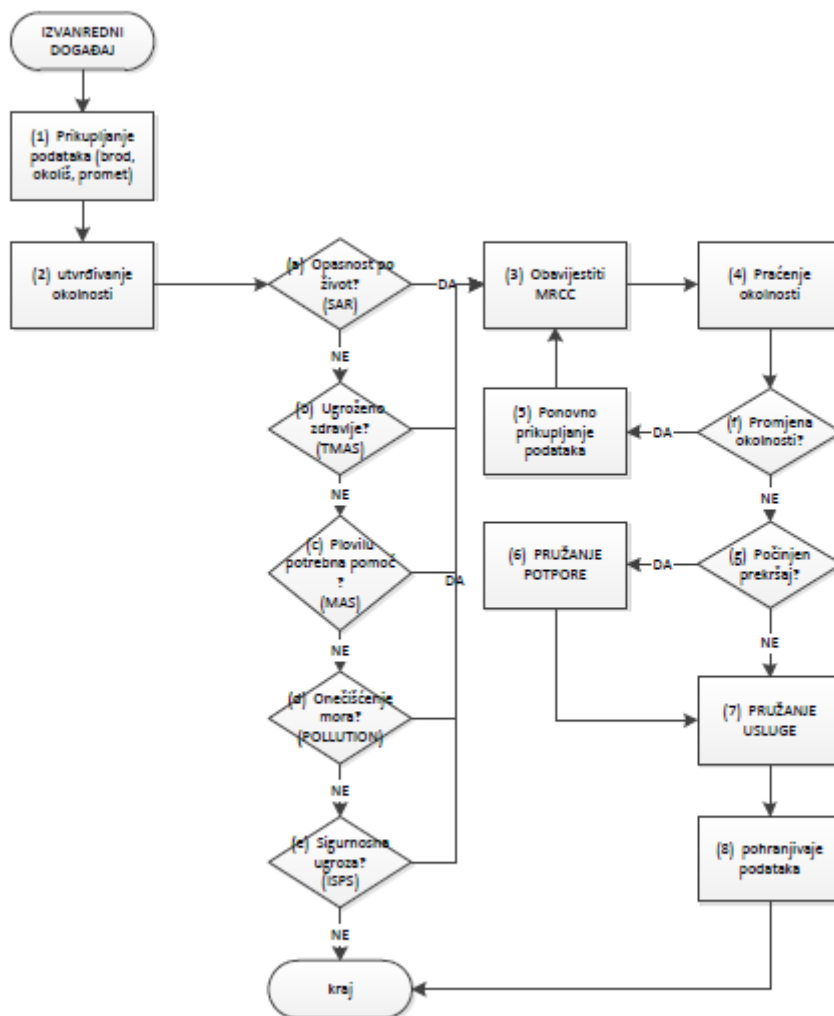 IZVANREDNI
DOGAĐAJ
(1) Prikupljanje
podataka (brod,
okoliš, promet)
(2) utvrđivanje
okolnosti
(a) Opasnost po
život?
(SAR)
DA
(3) Obavijestiti
MRCC
(4) Praćenje
okolnosti
NE
(b) Ugroženo
zdravlje?
(TMAS)
(5) Ponovno
prikupljanje
podataka
DA
(f) Promjena
okolnosti?
NE
NE
(c) Plovilu
potrebna pomoć
?
(MAS)
DA
(6) PRUŽANJE
POTPORE
DA
(g) Počinjen
prekršaj?
NE
NE
(d) Onečišćenje
mora?
(POLLUTION)
(7) PRUŽANJE
USLUGE
NE
(e) Sigurnosna
ugroza?
(ISPS)
(8) pohranjivaje
podataka
NE
kraj